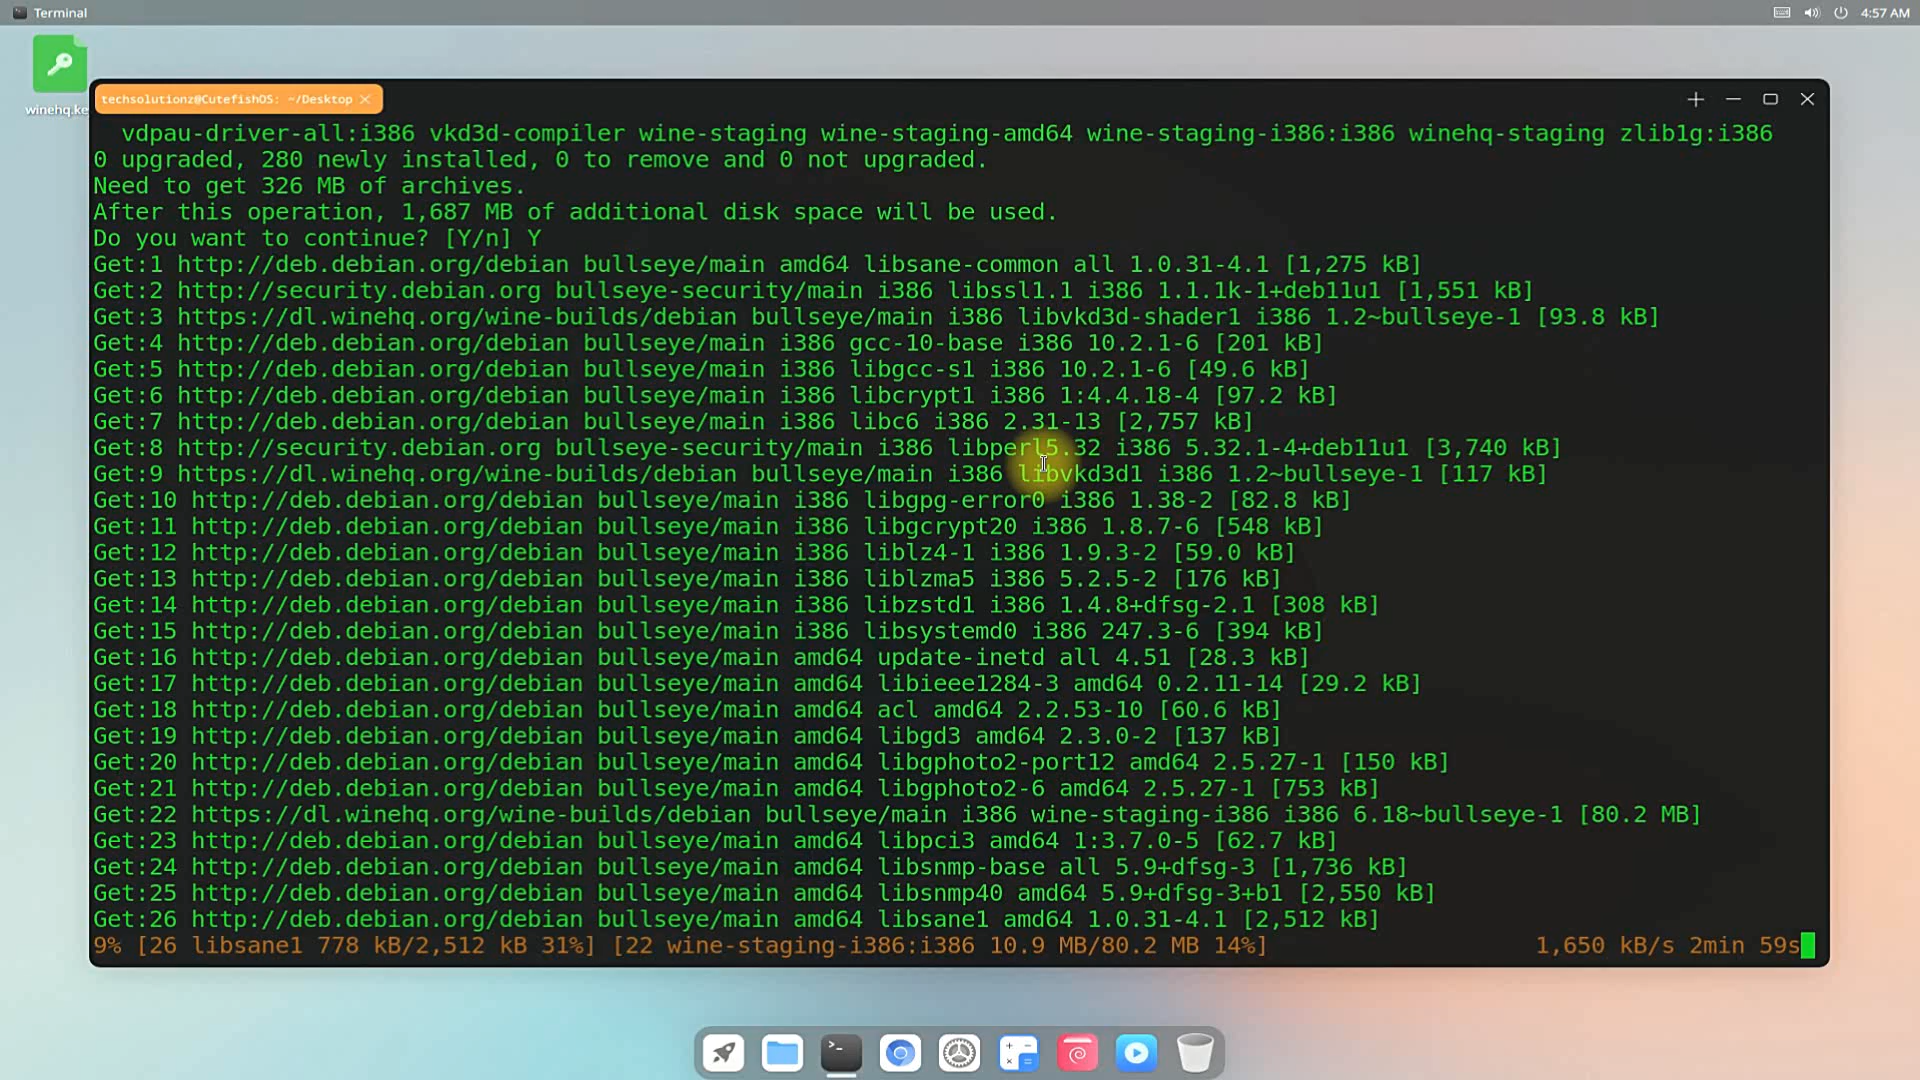 Terminal
4:57 AM
winehq.ke
techsolutionz@CutefishOS: ~/Desktop
vdpau-driver-all:i386 vkd3d-compiler wine-staging wine-staging-amd64 wine-staging-i386:i386 winehq-staging zlib1g:i386
0 upgraded, 280 newly installed, 0 to remove and 0 not upgraded.
Need to get 326 MB of archives.
After this operation, 1,687 MB of additional disk space will be used.
Do you want to continue? [Y/n] Y
Get:1 http://deb.debian.org/debian bullseye/main amd64 libsane-common all 1.0.31-4.1 [1,275 kB]
Get:2 http://security.debian.org bullseye-security/main i386 libssl1.1 i386 1.1.1k-1+deb11u1 [1,551 kB]
Get:3 https://dl.winehq.org/wine-builds/debian bullseye/main i386 libvkd3d-shader1 i386 1.2~bullseye-1 [93.8 kB]
Get:4 http://deb.debian.org/debian bullseye/main i386 gcc-10-base i386 10.2.1-6 [201 kB]
Get:5 http://deb.debian.org/debian bullseye/main i386 libgcc-s1 i386 10.2.1-6 [49.6 kB]
Get:6 http://deb.debian.org/debian bullseye/main i386 libcrypt1 i386 1:4.4.18-4 [97.2 kB]
Get:7 http://deb.debian.org/debian bullseye/main i386 libc6 i386 2.31-13 [2,757 kB]
Get:8 http://security.debian.org bullseye-security/main i386 libperl5.32 i386 5.32.1-4+deb11u1 [3,740 kB]
Get:9 https://dl.winehq.org/wine-builds/debian bullseye/main i386 libvkd3d1 i386 1.2~bullseye-1 [117 kB]
Get:10 http://deb.debian.org/debian bullseye/main i386 libgpg-error0 i386 1.38-2 [82.8 kB]
Get:11 http://deb.debian.org/debian bullseye/main i386 libgcrypt20 i386 1.8.7-6 [548 kB]
Get:12 http://deb.debian.org/debian bullseye/main i386 liblz4-1 i386 1.9.3-2 [59.0 kB]
Get:13 http://deb.debian.org/debian bullseye/main i386 liblzma5 i386 5.2.5-2 [176 kB]
Get:14 http://deb.debian.org/debian bullseye/main i386 libzstd1 i386 1.4.8+dfsg-2.1 [308 kB]
Get:15 http://deb.debian.org/debian bullseye/main i386 libsystemd0 i386 247.3-6 [394 kB]
Get:16 http://deb.debian.org/debian bullseye/main amd64 update-inetd all 4.51 [28.3 kB]
Get:17 http://deb.debian.org/debian bullseye/main amd64 libieee1284-3 amd64 0.2.11-14 [29.2 kB]
Get:18 http://deb.debian.org/debian bullseye/main amd64 acl amd64 2.2.53-10 [60.6 kB]
Get:19 http://deb.debian.org/debian bullseye/main amd64 libgd3 amd64 2.3.0-2 [137 kB]
Get:20 http://deb.debian.org/debian bullseye/main amd64 libgphoto2-port12 amd64 2.5.27-1 [150 kB]
Get:21 http://deb.debian.org/debian bullseye/main amd64 libgphoto2-6 amd64 2.5.27-1 [753 kB]
Get:22 https://dl.winehq.org/wine-builds/debian bullseye/main i386 wine-staging-i386 i386 6.18~bullseye-1 [80.2 MB]
Get:23 http://deb.debian.org/debian bullseye/main amd64 libpci3 amd64 1:3.7.0-5 [62.7 kB]
Get:24 http://deb.debian.org/debian bullseye/main amd64 libsnmp-base all 5.9+dfsg-3 [1,736 kB]
Get:25 http://deb.debian.org/debian bullseye/main amd64 libsnmp40 amd64 5.9+dfsg-3+b1 [2,550 kB]
Get:26 http://deb.debian.org/debian bullseye/main amd64 libsane1 amd64 1.0.31-4.1 [2,512 kB]
9% [26 libsane1 778 kB/2,512 kB 31%] [22 wine-staging-i386:i386 10.9 MB/80.2 MB 14%] 1,650 kB/s 2min 59s